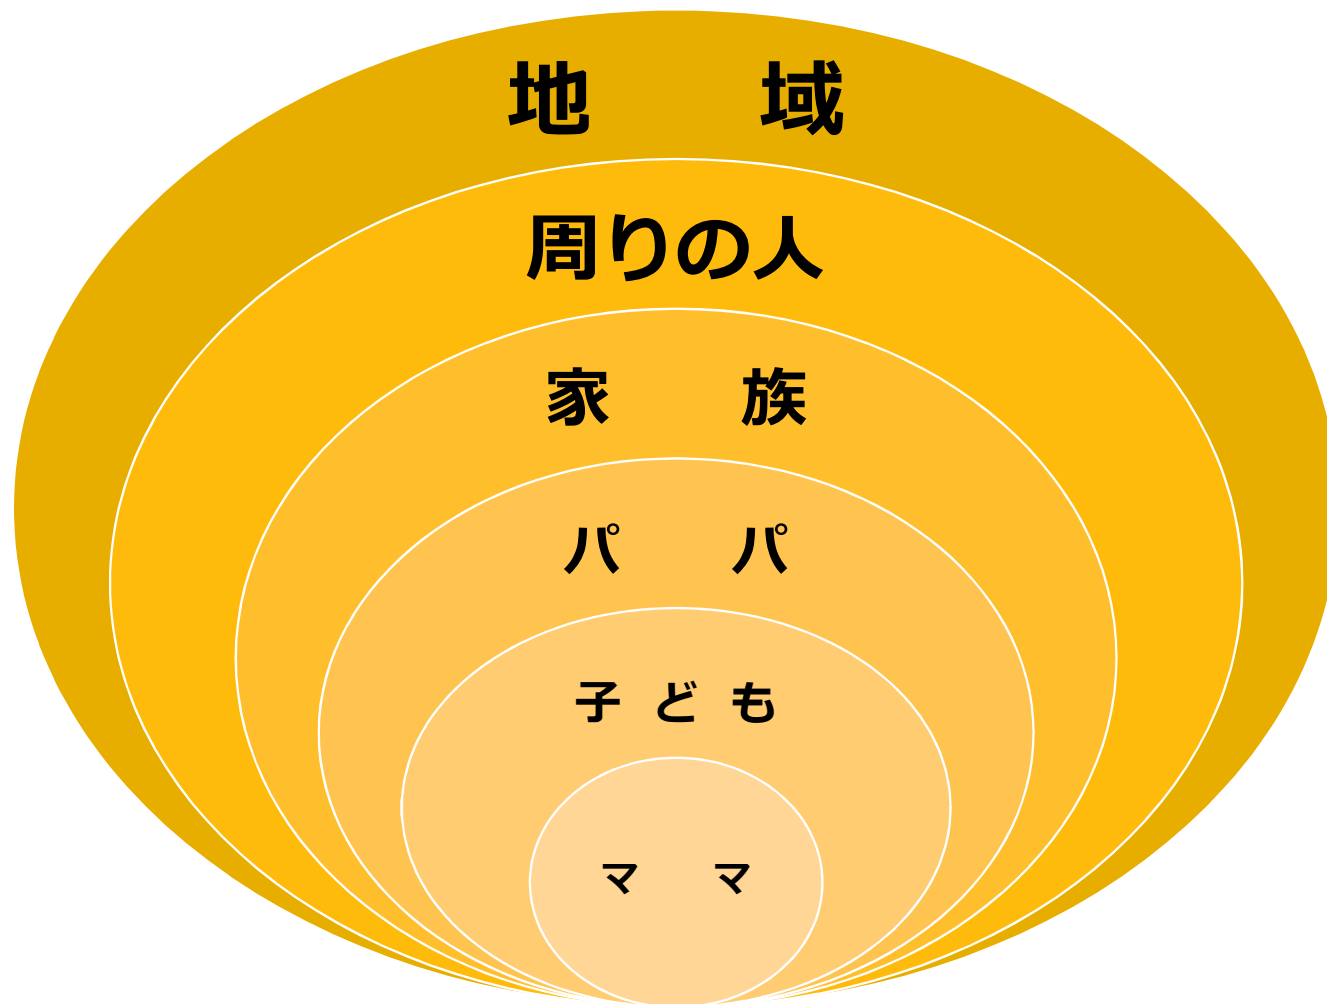 地　域
周りの人
家　族
パ　パ
子ども
マ　マ